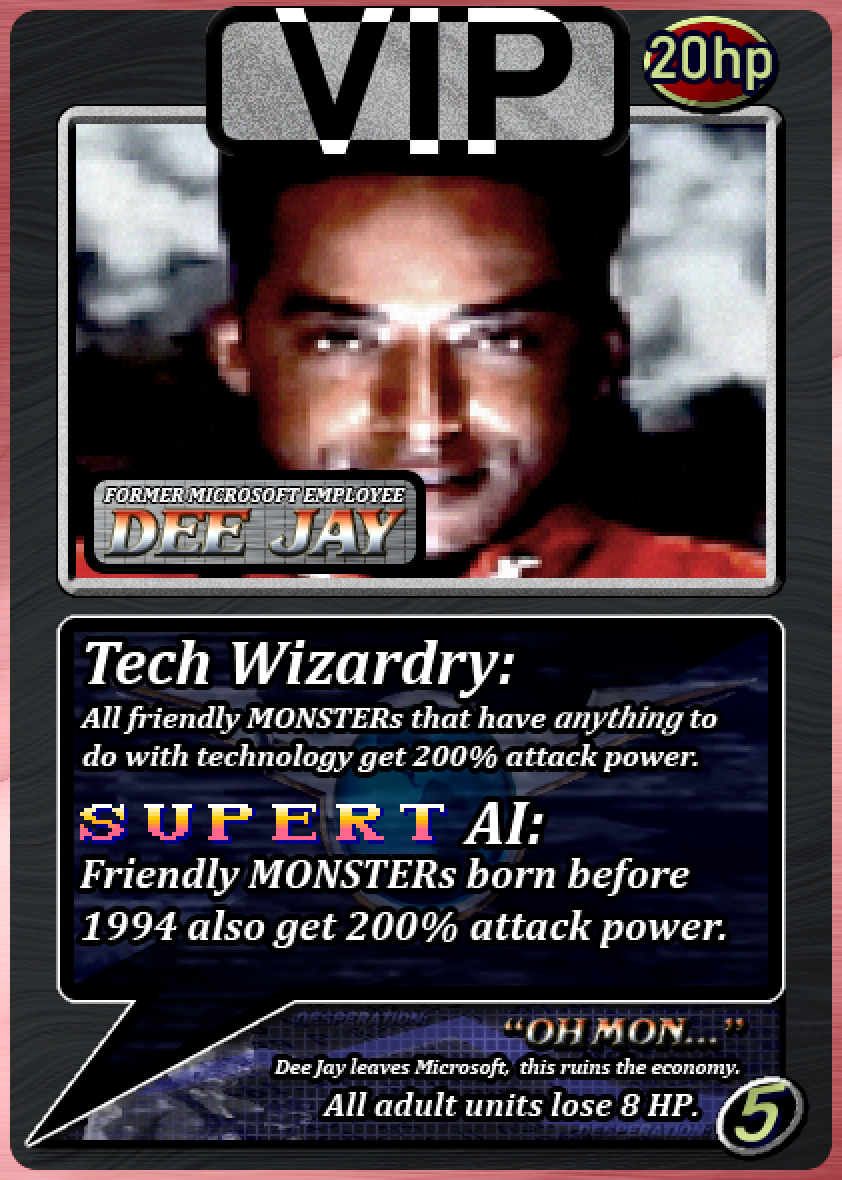 VIP
20hp
FORMER MICROSOFT EMPLOYEE
DEE JAY
Tech Wizardry:
All friendly MONSTERs that have anything to
do with technology get 200% attack power.
SUPERT AI:
Friendly MONSTERs born before
1994 also get 200% attack power.
DESPERATION:
“OH MON...”
Dee Jay leaves Microsoft, this ruins the economy.
All adult units lose 8 HP.
5
DESPERATION: